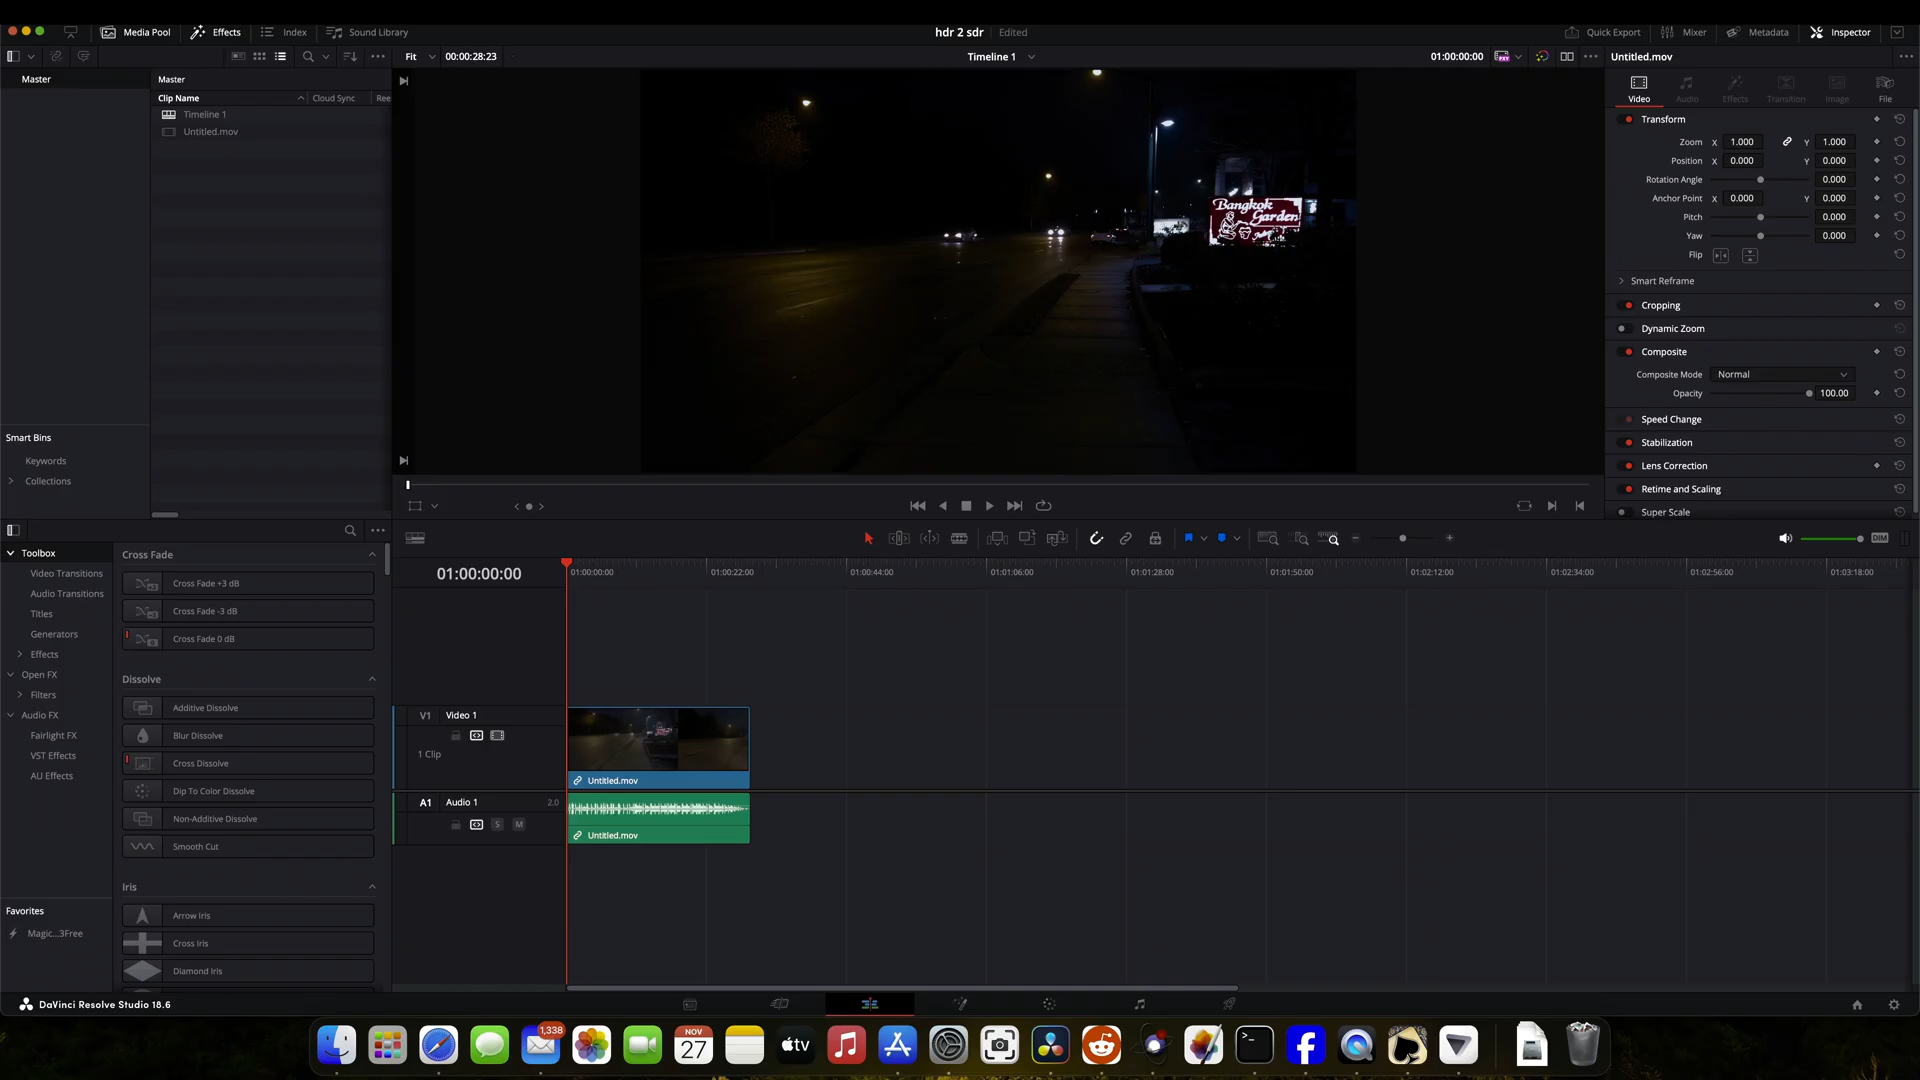 Media Pool
Effects
Index
Sound Library
hdr 2 sdr
Edited
Quick Export
Mixer
Metadata
Inspector
Fit
00:00:28:23
Timeline 1
01:00:00:00
Untitled.mov
Master
Master
Clip Name
Cloud Sync
Ree
Timeline 1
Untitled.mov
Smart Bins
Keywords
Collections
Bangkok
Garden
Video
Audio
Effects
Transition
Image
File
Transform
Zoom X 1.000 Y 1.000
Position X 0.000 Y 0.000
Rotation Angle 0.000
Anchor Point X 0.000 Y 0.000
Pitch 0.000
Yaw 0.000
Flip
Smart Reframe
Cropping
Dynamic Zoom
Composite
Composite Mode Normal
Opacity 100.00
Speed Change
Stabilization
Lens Correction
Retime and Scaling
Super Scale
Toolbox
Video Transitions
Audio Transitions
Titles
Generators
Effects
Open FX
Filters
Audio FX
Fairlight FX
VST Effects
AU Effects
Favorites
Magic...3Free
Cross Fade
Cross Fade +3 dB
Cross Fade -3 dB
Cross Fade 0 dB
Dissolve
Additive Dissolve
Blur Dissolve
Cross Dissolve
Dip To Color Dissolve
Non-Additive Dissolve
Smooth Cut
Iris
Arrow Iris
Cross Iris
Diamond Iris
DIM
01:00:00:00
01:00:00:00
01:00:22:00
01:00:44:00
01:01:06:00
01:01:28:00
01:01:50:00
01:02:12:00
01:02:34:00
01:02:56:00
01:03:18:00
V1 Video 1
1 Clip
Untitled.mov
A1 Audio 1 2.0
S M
Untitled.mov
DaVinci Resolve Studio 18.6
1,338
NOV
27
tv